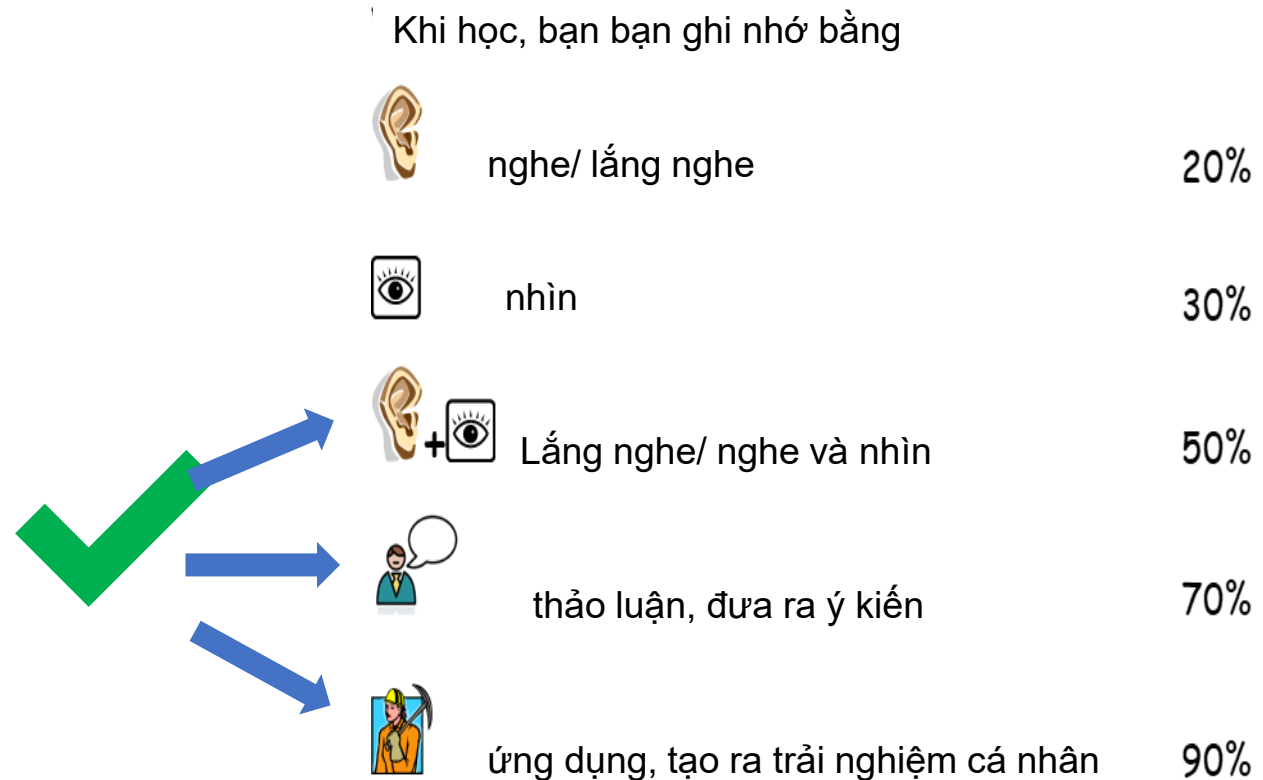 Khi học, bạn bạn ghi nhớ bằng
nghe/ lắng nghe 20%
nhìn 30%
+ Lắng nghe/ nghe và nhìn 50%
thảo luận, đưa ra ý kiến 70%
ứng dụng, tạo ra trải nghiệm cá nhân 90%